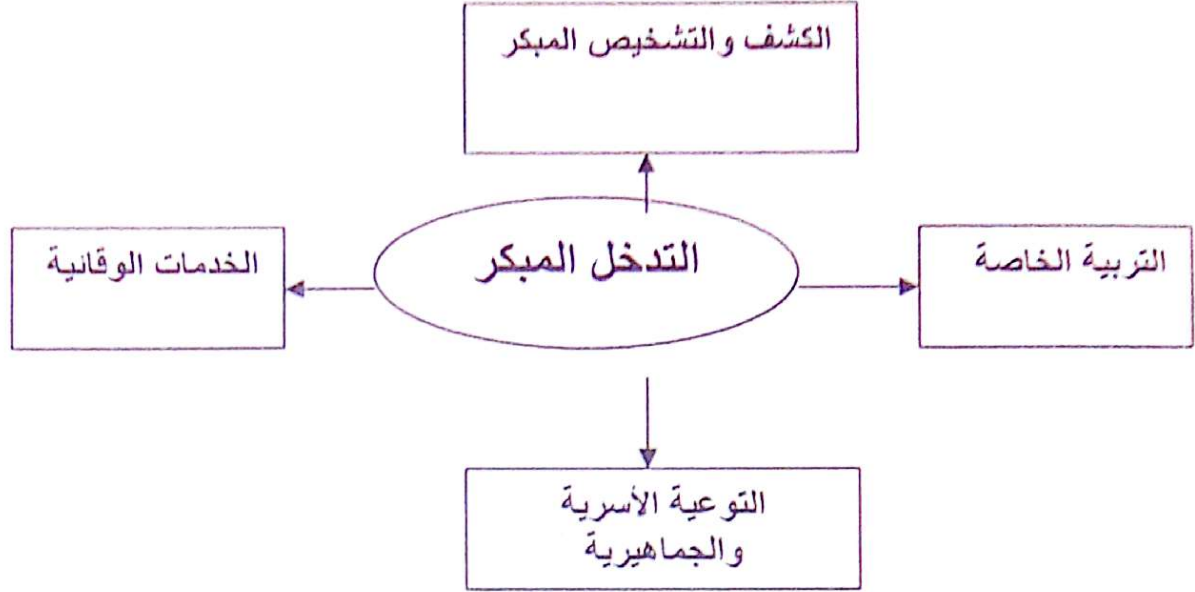 الكشف والتشخيص المبكر
التدخل المبكر
التربية الخاصة
الخدمات الوقائية
التوعية الأسرية
والجماهيرية